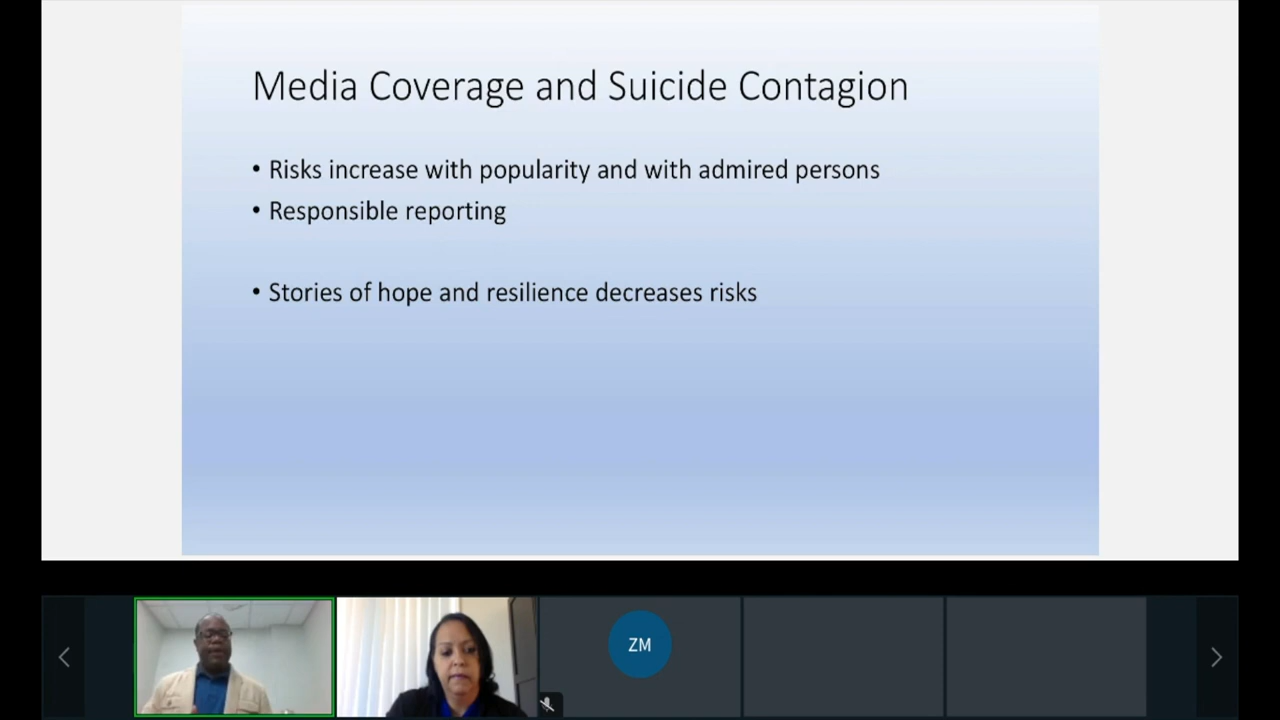 Media Coverage and Suicide Contagion
• Risks increase with popularity and with admired persons
• Responsible reporting
• Stories of hope and resilience decreases risks
ZM